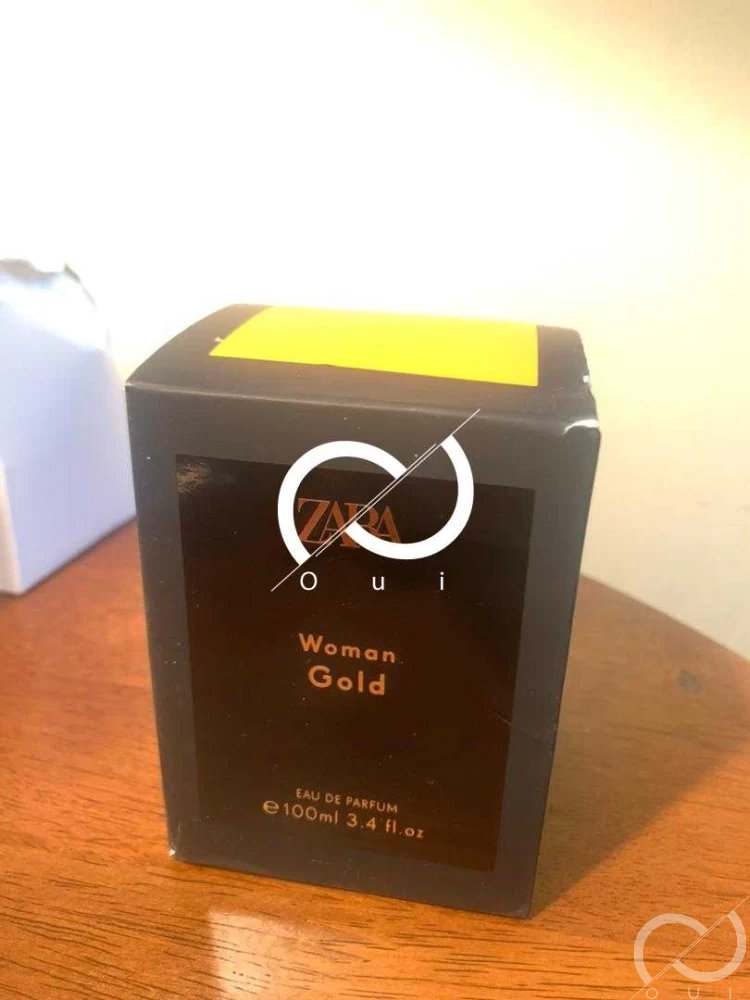 ZARA
O u i
Woman
Gold
EAU DE PARFUM
℮100ml 3.4 fl.oz
O U I